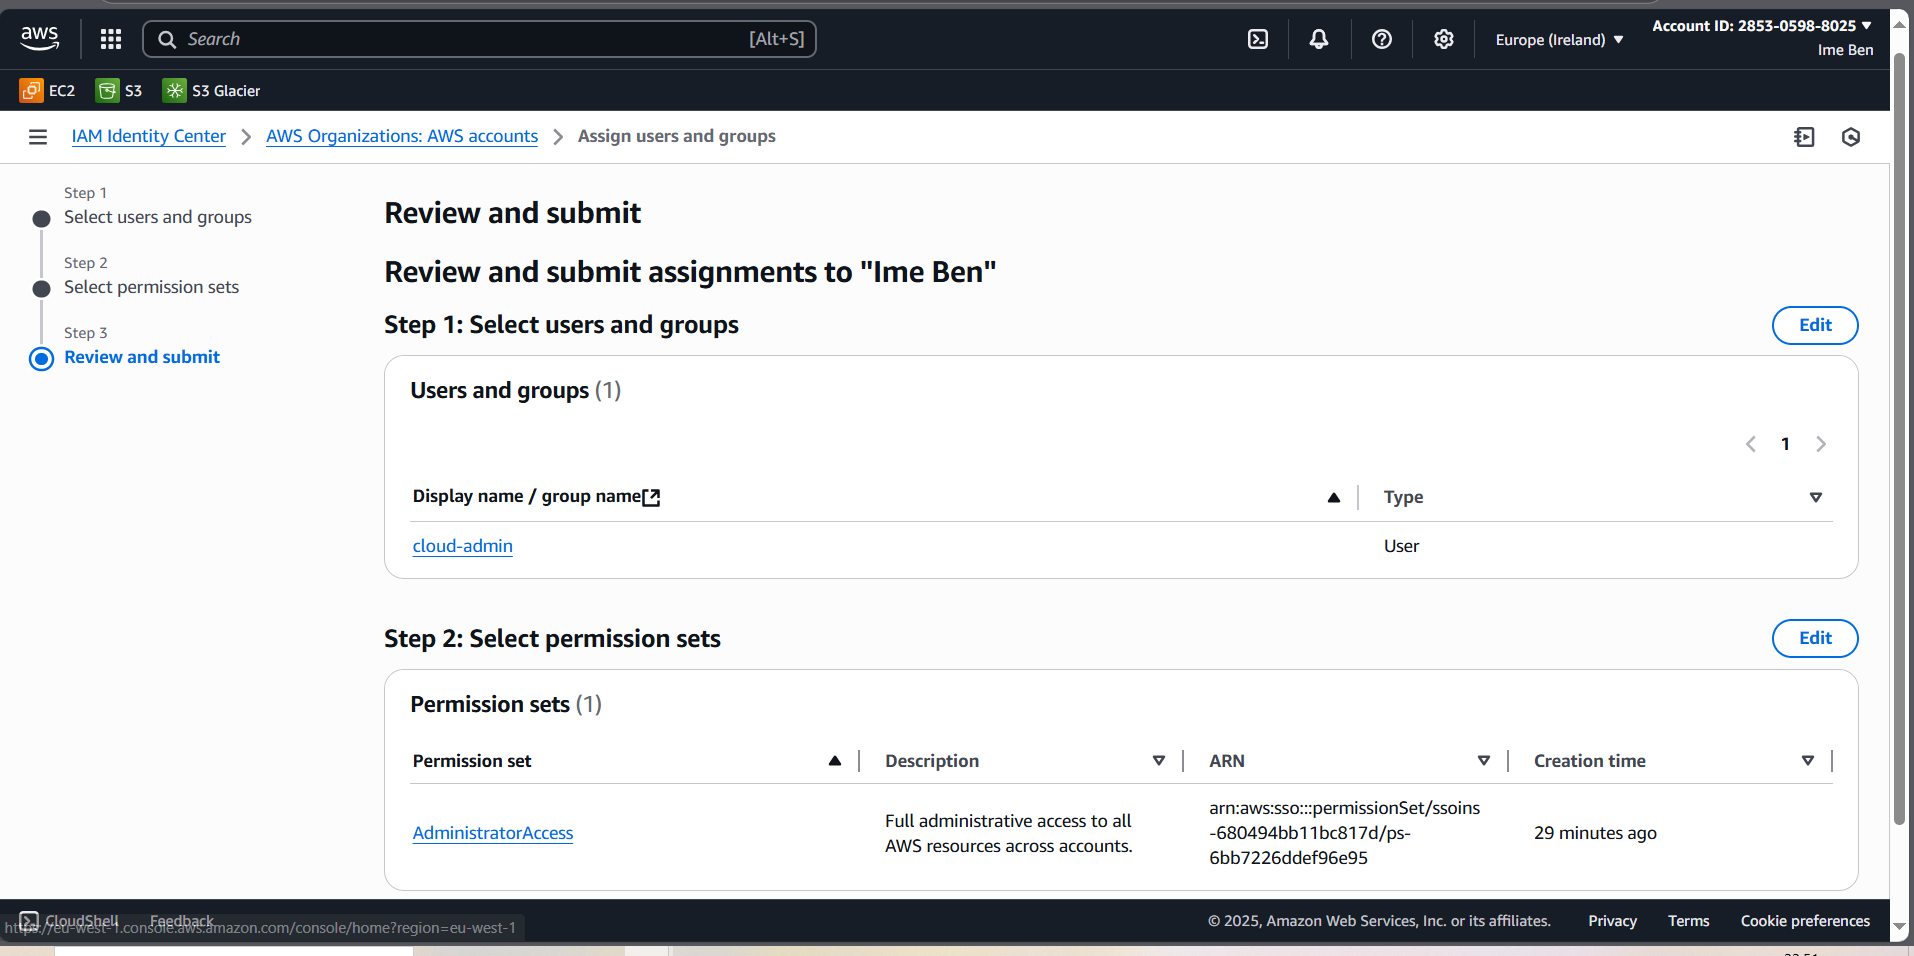 aws
Search [Alt+S]
Europe (Ireland)
Account ID: 2853-0598-8025
Ime Ben
EC2
S3
S3 Glacier
IAM Identity Center
AWS Organizations: AWS accounts
Assign users and groups
Step 1
Select users and groups
Step 2
Select permission sets
Step 3
Review and submit
Review and submit
Review and submit assignments to "Ime Ben"
Step 1: Select users and groups
Edit
Users and groups (1)
1
Display name / group name
Type
cloud-admin
User
Step 2: Select permission sets
Edit
Permission sets (1)
Permission set
Description
ARN
Creation time
AdministratorAccess
Full administrative access to all
AWS resources across accounts.
arn:aws:sso:::permissionSet/ssoins
-680494bb11bc817d/ps-
6bb7226ddef96e95
29 minutes ago
CloudShell
Feedback
https://eu-west-1.console.aws.amazon.com/console/home?region=eu-west-1
© 2025, Amazon Web Services, Inc. or its affiliates.
Privacy
Terms
Cookie preferences